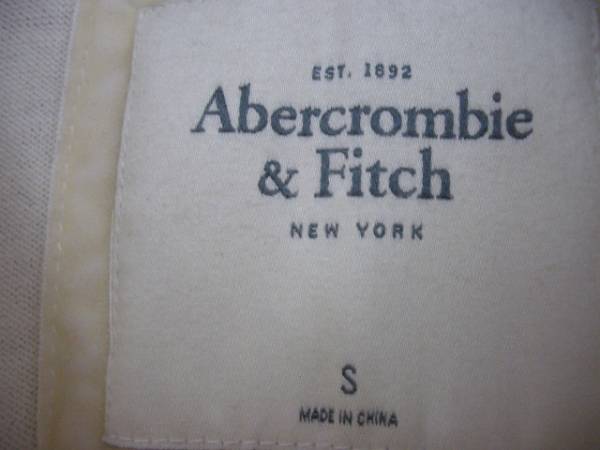 EST. 1892
Abercrombie
& Fitch
NEW YORK
S
MADE IN CHINA